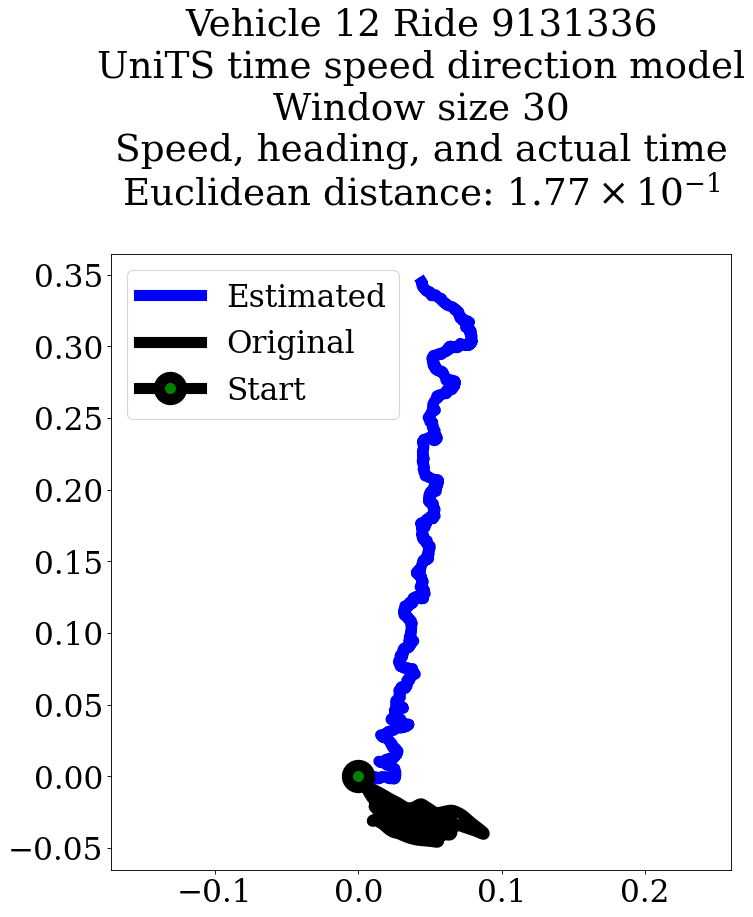 Vehicle 12 Ride 9131336
UniTS time speed direction model
Window size 30
Speed, heading, and actual time
Euclidean distance: 1.77 × 10⁻¹
Estimated
Original
Start
0.35
0.30
0.25
0.20
0.15
0.10
0.05
0.00
−0.05
−0.1 0.0 0.1 0.2